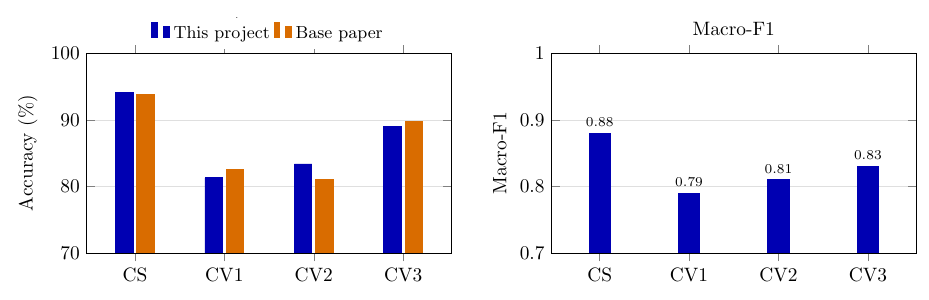 This project Base paper
Accuracy (%)
100
90
80
70
CS CV1 CV2 CV3
Macro-F1
Macro-F1
1
0.9
0.8
0.7
0.88
0.79
0.81
0.83
CS CV1 CV2 CV3